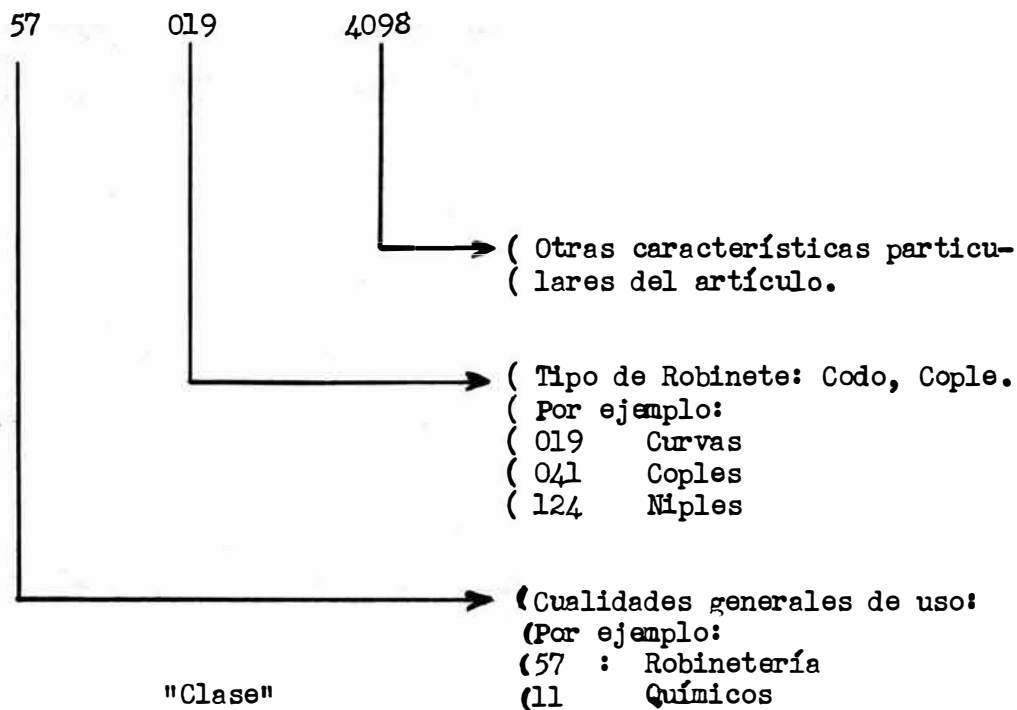 57 019 4098
( Otras características particu-
( lares del artículo.
( Tipo de Robinete: Codo, Cople.
( Por ejemplo:
( 019 Curvas
( 041 Coples
( 124 Niples
(Cualidades generales de uso:
(Por ejemplo:
(57 : Robinetería
"Clase" (11 Químicos